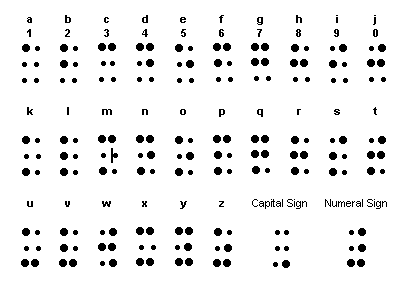 a b c d e f g h i j
1 2 3 4 5 6 7 8 9 0
k l m n o p q r s t
u v w x y z Capital Sign Numeral Sign